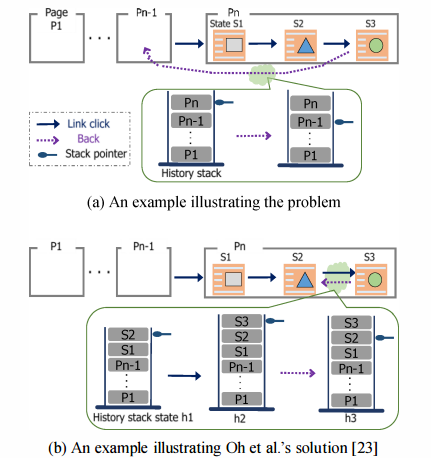 Page
P1
Pn-1
Pn
State S1
S2
S3
Link click
Back
Stack pointer
Pn
Pn-1
P1
History stack
Pn
Pn-1
P1
(a) An example illustrating the problem
P1
Pn-1
Pn
S1
S2
S3
S2
S1
Pn-1
P1
History stack state h1
S3
S2
S1
Pn-1
P1
h2
S3
S2
S1
Pn-1
P1
h3
(b) An example illustrating Oh et al.'s solution [23]